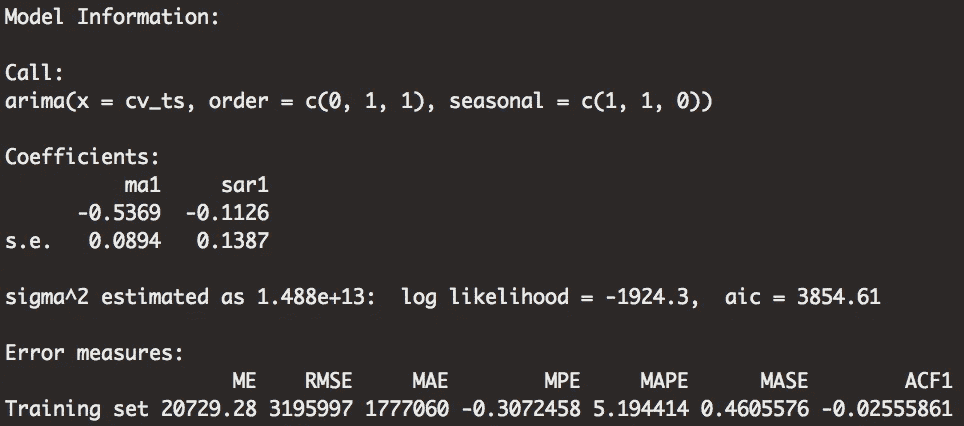 Model Information:
Call:
arima(x = cv_ts, order = c(0, 1, 1), seasonal = c(1, 1, 0))
Coefficients:
ma1 sar1
-0.5369 -0.1126
s.e. 0.0894 0.1387
sigma^2 estimated as 1.488e+13: log likelihood = -1924.3, aic = 3854.61
Error measures:
ME RMSE MAE MPE MAPE MASE ACF1
Training set 20729.28 3195997 1777060 -0.3072458 5.194414 0.4605576 -0.02555861